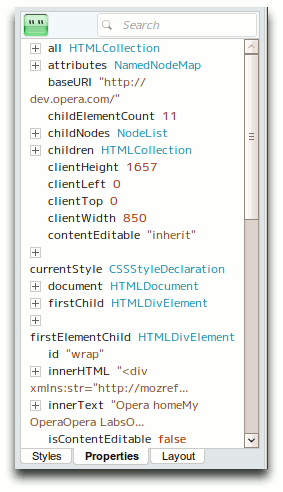 Search
all HTMLCollection
attributes NamedNodeMap
baseURI "http://
dev.opera.com/"
childElementCount 11
childNodes NodeList
children HTMLCollection
clientHeight 1657
clientLeft 0
clientTop 0
clientWidth 850
contentEditable "inherit"
currentStyle CSSStyleDeclaration
document HTMLDocument
firstChild HTMLDivElement
firstElementChild HTMLDivElement
id "wrap"
innerHTML "<div
xmlns:str="http://mozref...
innerText "Opera homeMy
OperaOpera LabsO...
isContentEditable false
Styles Properties Layout